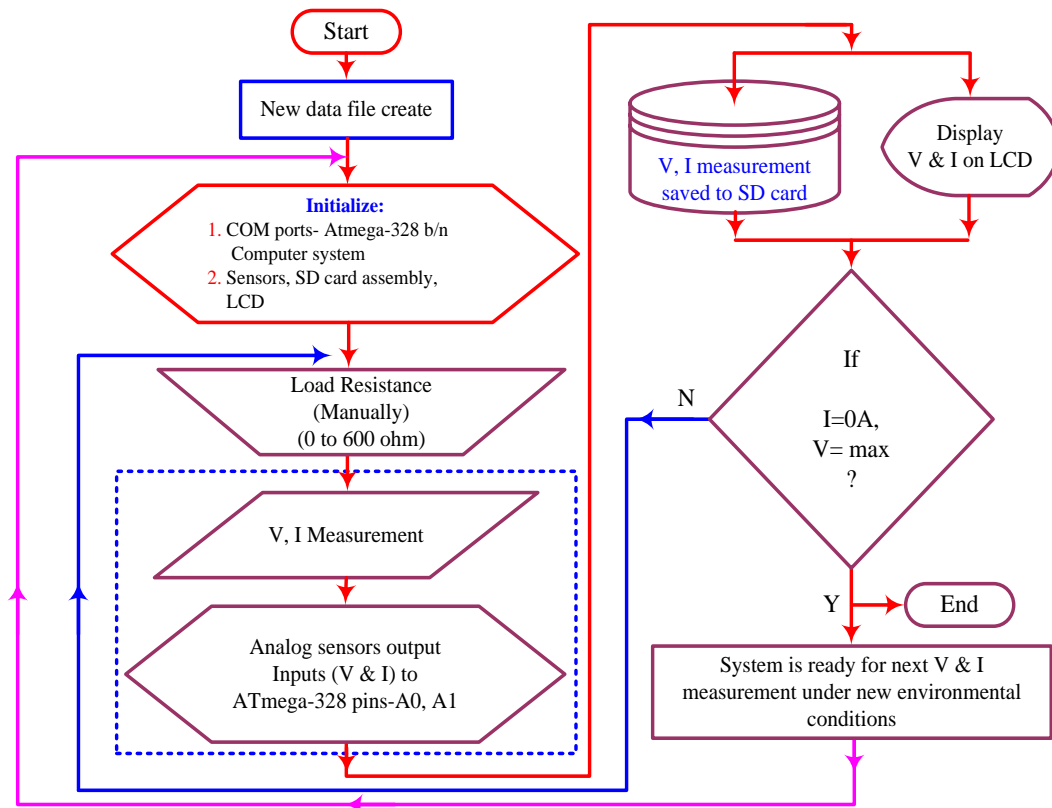 Start
New data file create
Initialize:
1. COM ports- Atmega-328 b/n
Computer system
2. Sensors, SD card assembly,
LCD
Load Resistance
(Manually)
(0 to 600 ohm)
V, I Measurement
Analog sensors output
Inputs (V & I) to
ATmega-328 pins-A0, A1
V, I measurement
saved to SD card
Display
V & I on LCD
If
I=0A,
V= max
?
N
Y
End
System is ready for next V & I
measurement under new environmental
conditions